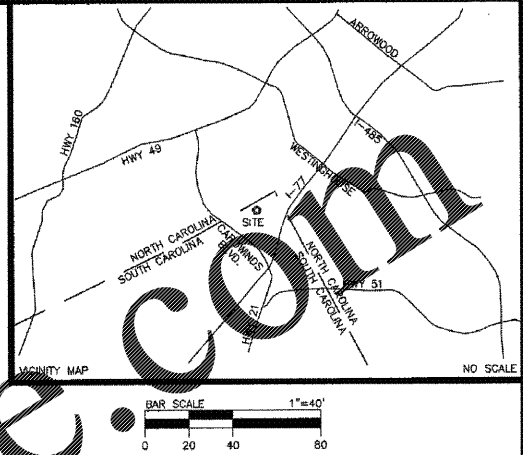 ARROWOOD
HWY 160
I-485
HWY 49
WESTINGHOUSE
I-77
SITE
NORTH CAROLINA
SOUTH CAROLINA
CAROWINDS
BLVD.
NORTH CAROLINA
SOUTH CAROLINA
HWY 51
HWY 21
VICINITY MAP
NO SCALE
e.com
BAR SCALE 1"=40'
0 20 40 80